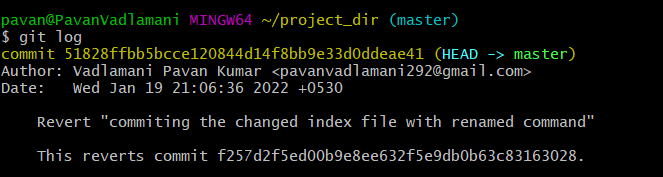 pavan@PavanVadlamani MINGW64 ~/project_dir (master)
$ git log
commit 51828ffbb5bcce120844d14f8bb9e33d0ddeae41 (HEAD -> master)
Author: Vadlamani Pavan Kumar <pavanvadlamani292@gmail.com>
Date:   Wed Jan 19 21:06:36 2022 +0530
    Revert "commiting the changed index file with renamed command"
    This reverts commit f257d2f5ed00b9e8ee632f5e9db0b63c83163028.